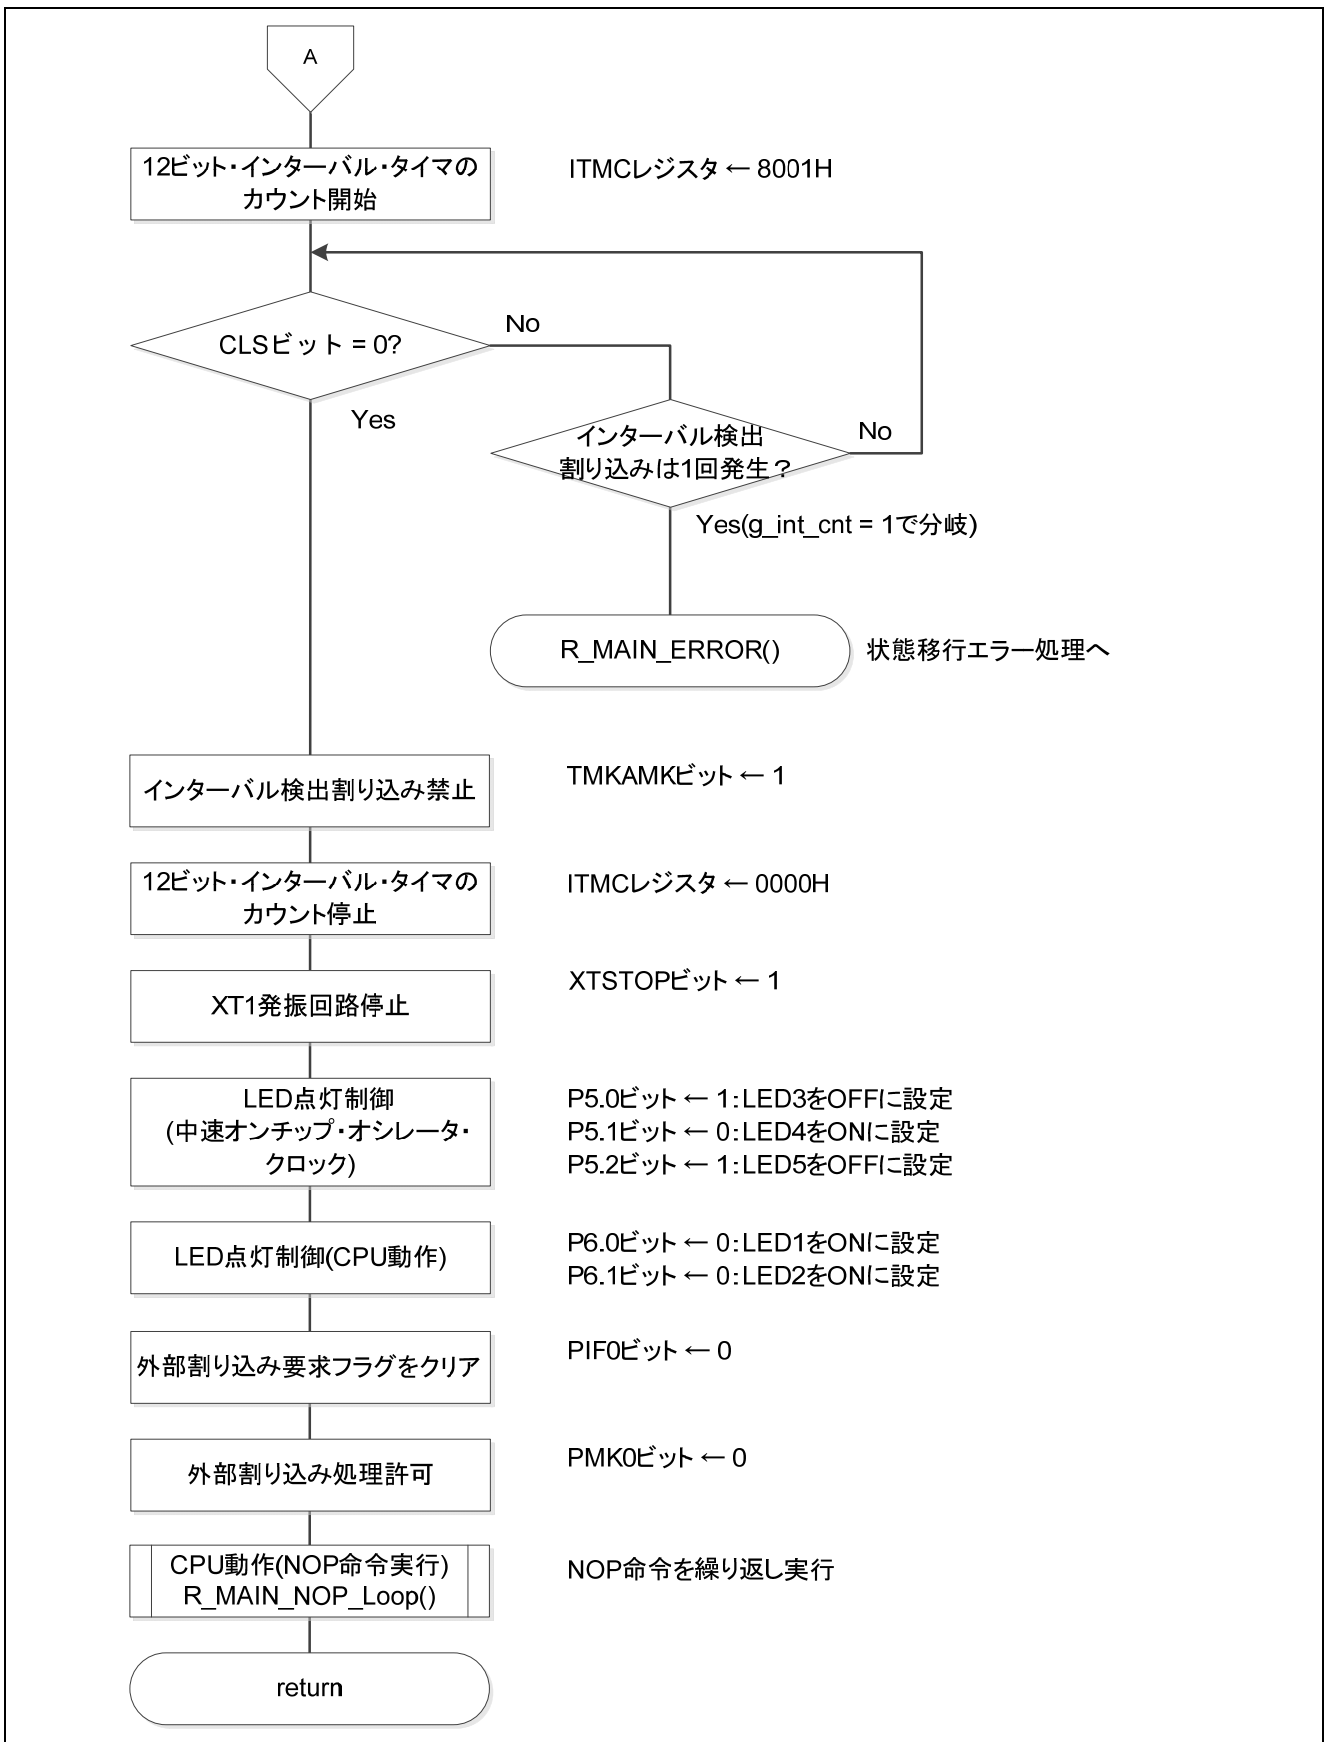 A
12ビット・インターバル・タイマの
カウント開始
ITMCレジスタ ← 8001H
CLSビット = 0?
No
Yes
インターバル検出
割り込みは1回発生？
No
Yes(g_int_cnt = 1で分岐)
R_MAIN_ERROR()
状態移行エラー処理へ
インターバル検出割り込み禁止
TMKAMKビット ← 1
12ビット・インターバル・タイマの
カウント停止
ITMCレジスタ ← 0000H
XT1発振回路停止
XTSTOPビット ← 1
LED点灯制御
(中速オンチップ・オシレータ・
クロック)
P5.0ビット ← 1:LED3をOFFに設定
P5.1ビット ← 0:LED4をONに設定
P5.2ビット ← 1:LED5をOFFに設定
LED点灯制御(CPU動作)
P6.0ビット ← 0:LED1をONに設定
P6.1ビット ← 0:LED2をONに設定
外部割り込み要求フラグをクリア
PIF0ビット ← 0
外部割り込み処理許可
PMK0ビット ← 0
CPU動作(NOP命令実行)
R_MAIN_NOP_Loop()
NOP命令を繰り返し実行
return